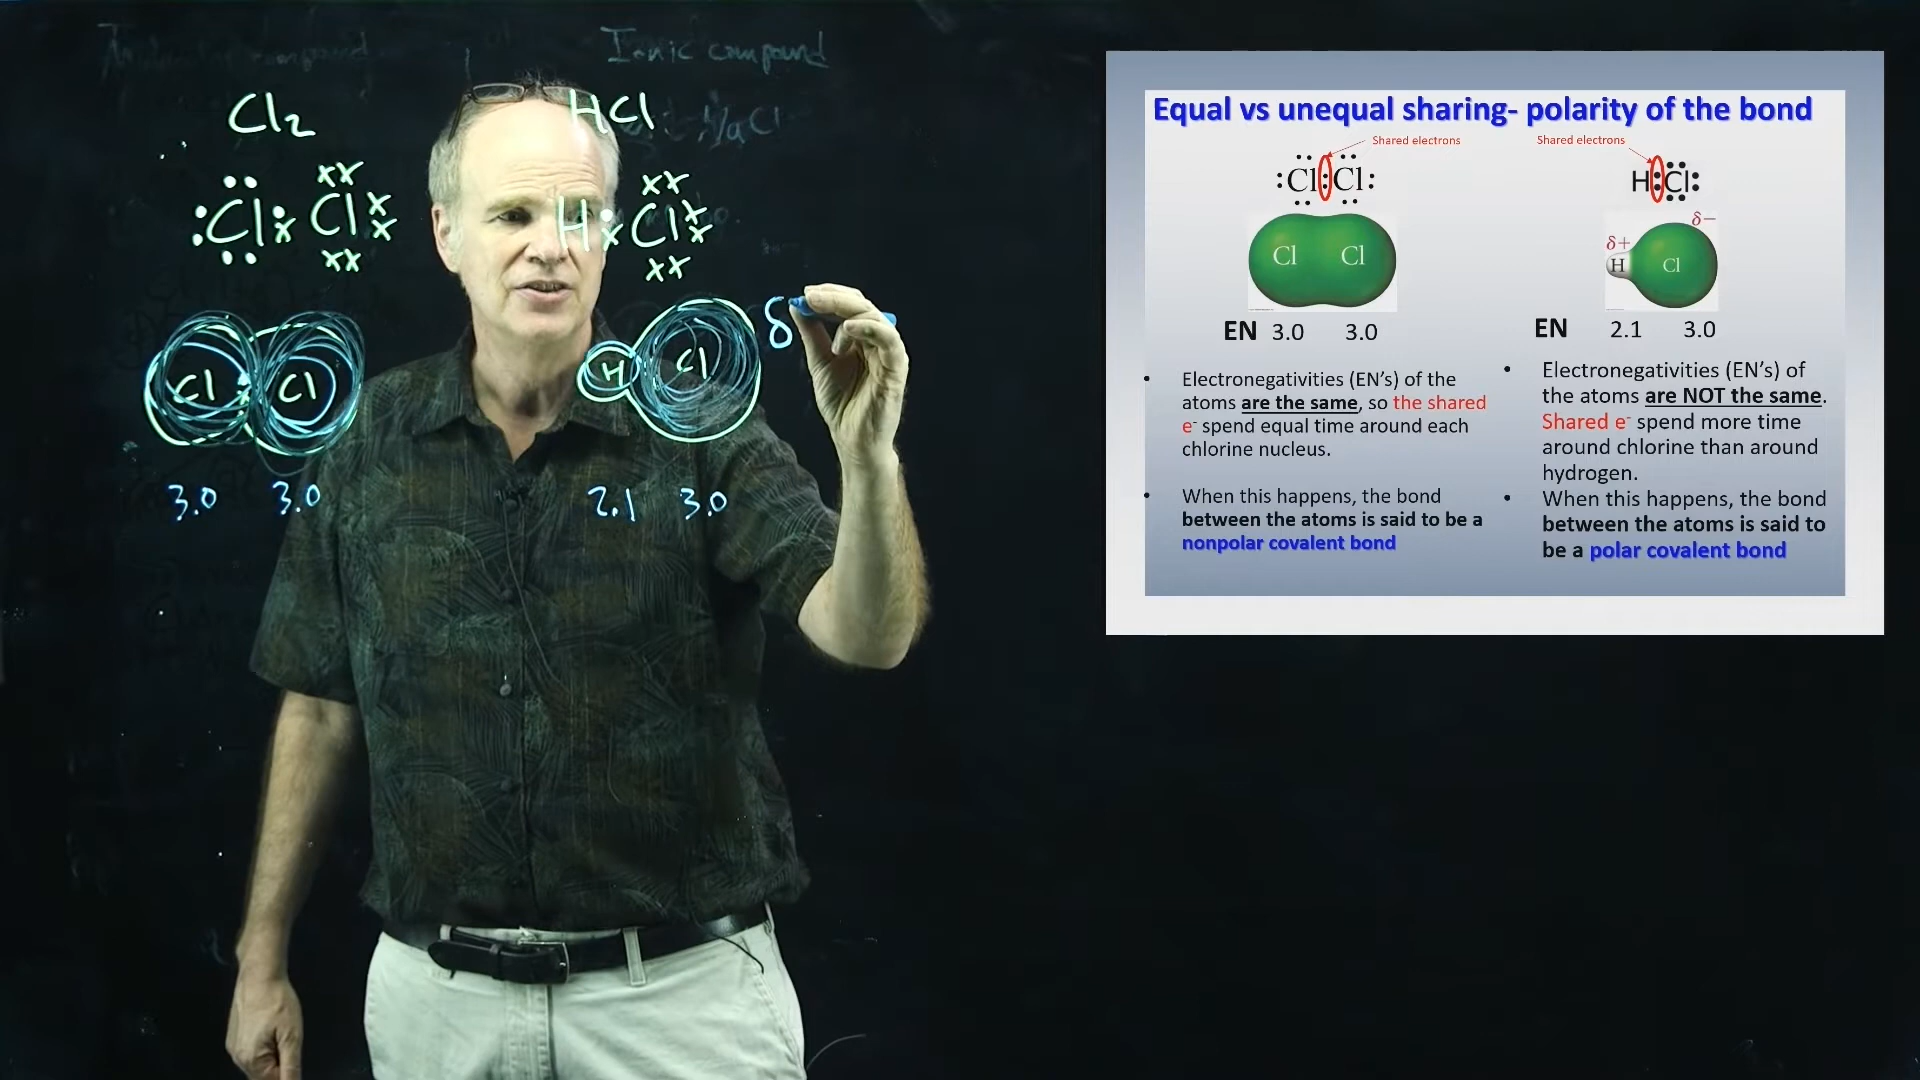 Ionic compound
Cl2
HCl
NaCl
Cl Cl
H Cl
Cl Cl
H Cl
δ
3.0 3.0
2.1 3.0
Equal vs unequal sharing- polarity of the bond
Shared electrons
Shared electrons
:Cl:Cl:
H:Cl:
δ−
δ+
Cl Cl
H Cl
EN 3.0 3.0
EN 2.1 3.0
• Electronegativities (EN’s) of the
atoms are the same, so the shared
e- spend equal time around each
chlorine nucleus.
• When this happens, the bond
between the atoms is said to be a
nonpolar covalent bond
• Electronegativities (EN’s) of
the atoms are NOT the same.
Shared e- spend more time
around chlorine than around
hydrogen.
• When this happens, the bond
between the atoms is said to
be a polar covalent bond